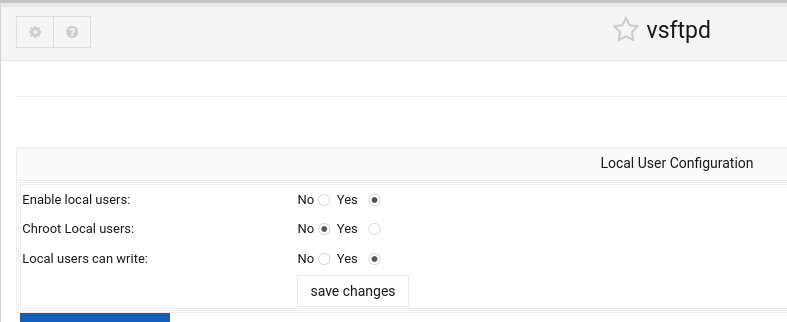 vsftpd
Local User Configuration
Enable local users: No Yes
Chroot Local users: No Yes
Local users can write: No Yes
save changes